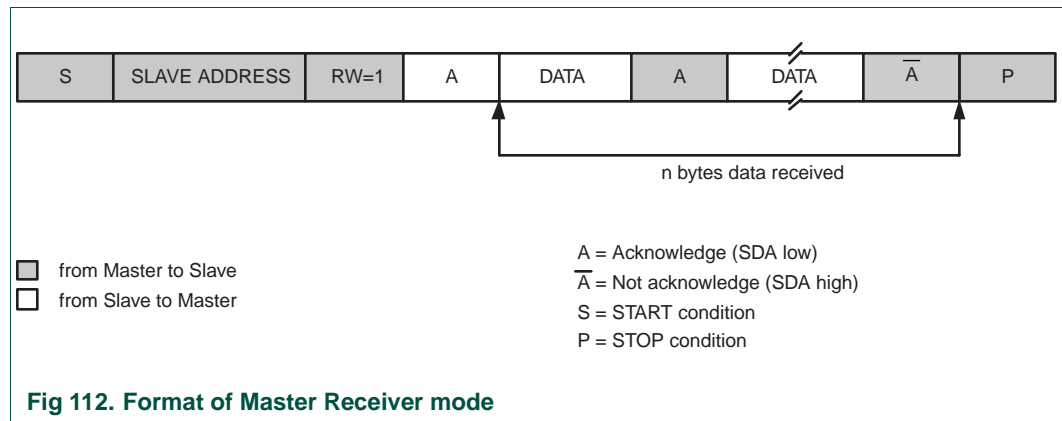 S SLAVE ADDRESS RW=1 A DATA A DATA A̅ P
n bytes data received
from Master to Slave
from Slave to Master
A = Acknowledge (SDA low)
A̅ = Not acknowledge (SDA high)
S = START condition
P = STOP condition
Fig 112. Format of Master Receiver mode